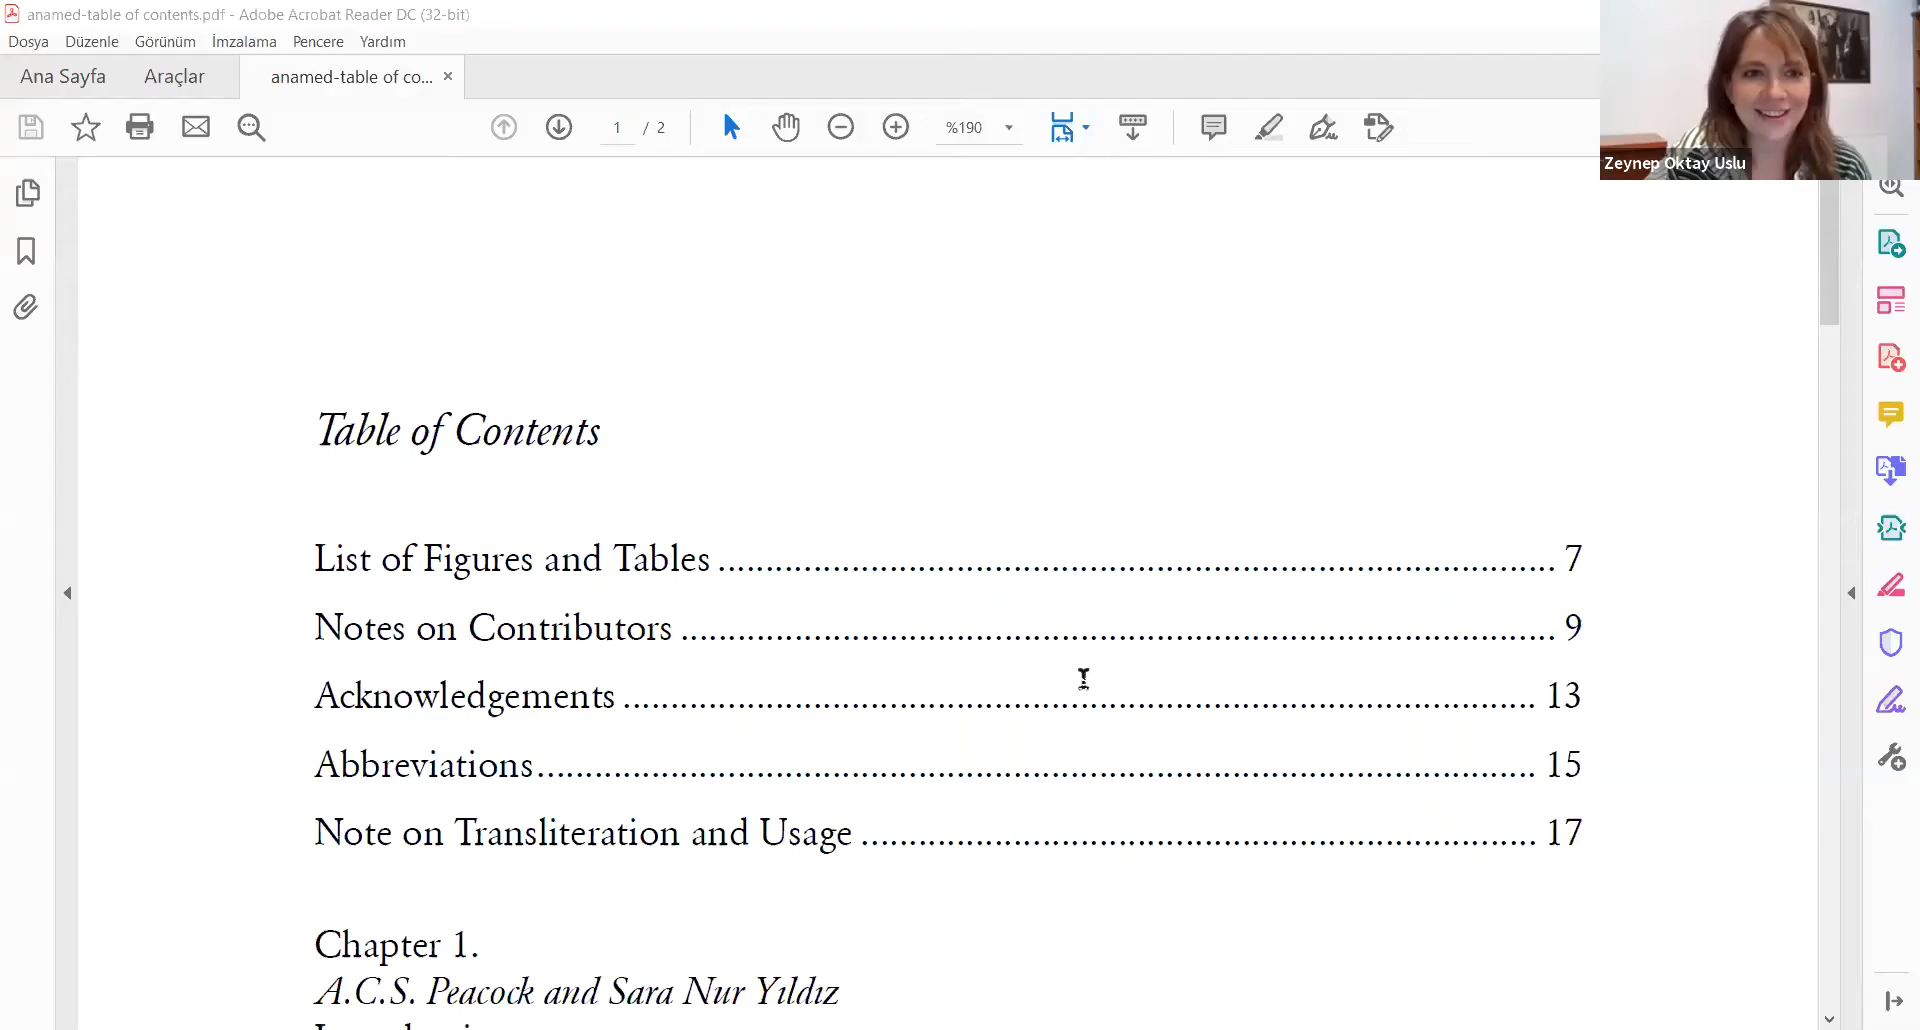 anamed-table of contents.pdf - Adobe Acrobat Reader DC (32-bit)
Dosya Düzenle Görünüm İmzalama Pencere Yardım
Ana Sayfa Araçlar anamed-table of co... ×
1 / 2 %190
Zeynep Oktay Uslu
Table of Contents
List of Figures and Tables ........................................................................................ 7
Notes on Contributors ............................................................................................ 9
Acknowledgements ................................................................................................ 13
Abbreviations......................................................................................................... 15
Note on Transliteration and Usage ....................................................................... 17
Chapter 1.
A.C.S. Peacock and Sara Nur Yıldız